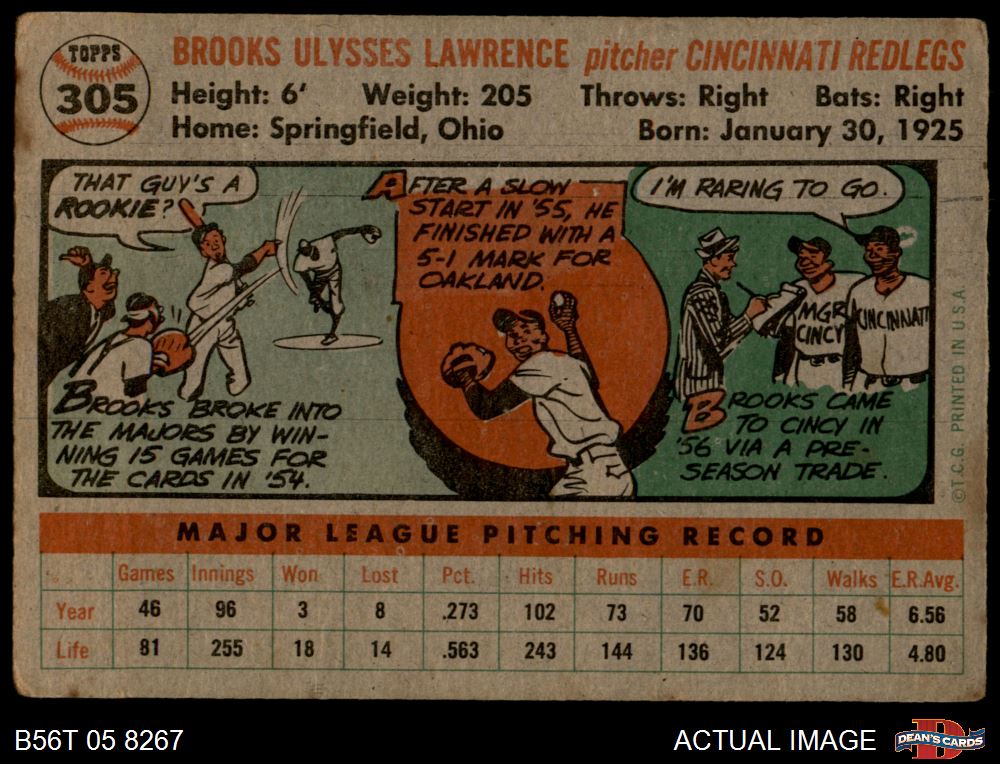 TOPPS
305
BROOKS ULYSSES LAWRENCE pitcher CINCINNATI REDLEGS
Height: 6' Weight: 205 Throws: Right Bats: Right
Home: Springfield, Ohio Born: January 30, 1925
THAT GUY'S A
ROOKIE?
BROOKS BROKE INTO
THE MAJORS BY WIN-
NING 15 GAMES FOR
THE CARDS IN '54.
AFTER A SLOW
START IN '55, HE
FINISHED WITH A
5-1 MARK FOR
OAKLAND.
I'M RARING TO GO.
MGR
CINCY
CINCINNATI
BROOKS CAME
TO CINCY IN
'56 VIA A PRE-
SEASON TRADE.
©T.C.G. PRINTED IN U.S.A.
MAJOR LEAGUE PITCHING RECORD
Games Innings Won Lost Pct. Hits Runs E.R. S.O. Walks E.R.Avg.
Year 46 96 3 8 .273 102 73 70 52 58 6.56
Life 81 255 18 14 .563 243 144 136 124 130 4.80
B56T 05 8267
ACTUAL IMAGE
DEAN'S CARDS